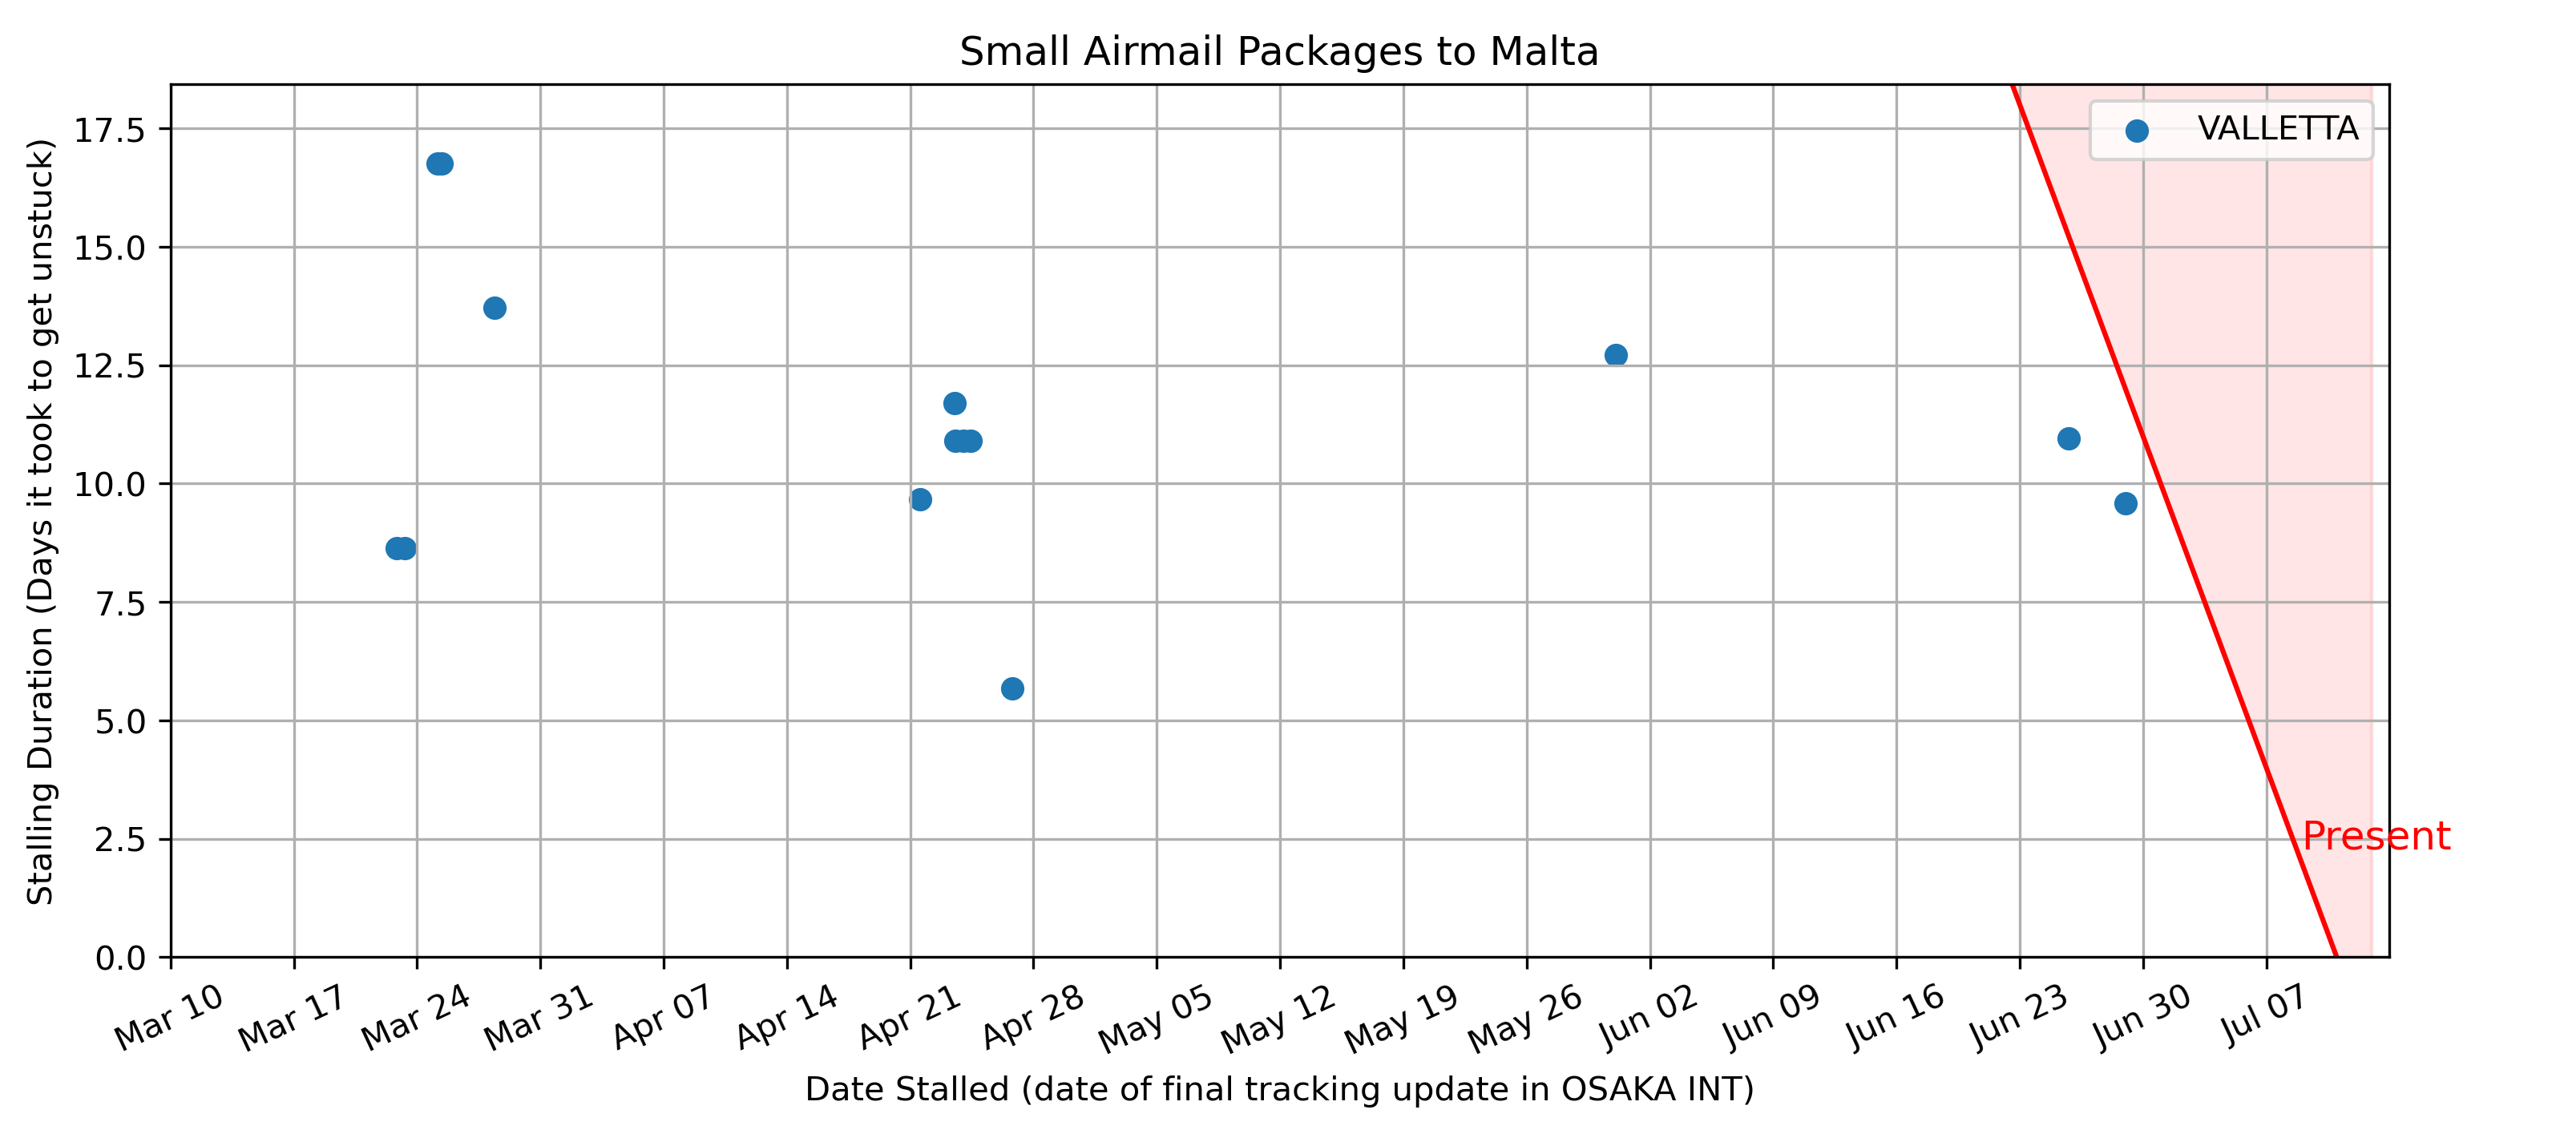 Small Airmail Packages to Malta
VALLETTA
Stalling Duration (Days it took to get unstuck)
17.5
15.0
12.5
10.0
7.5
5.0
2.5
0.0
Present
Mar 10
Mar 17
Mar 24
Mar 31
Apr 07
Apr 14
Apr 21
Apr 28
May 05
May 12
May 19
May 26
Jun 02
Jun 09
Jun 16
Jun 23
Jun 30
Jul 07
Date Stalled (date of final tracking update in OSAKA INT)